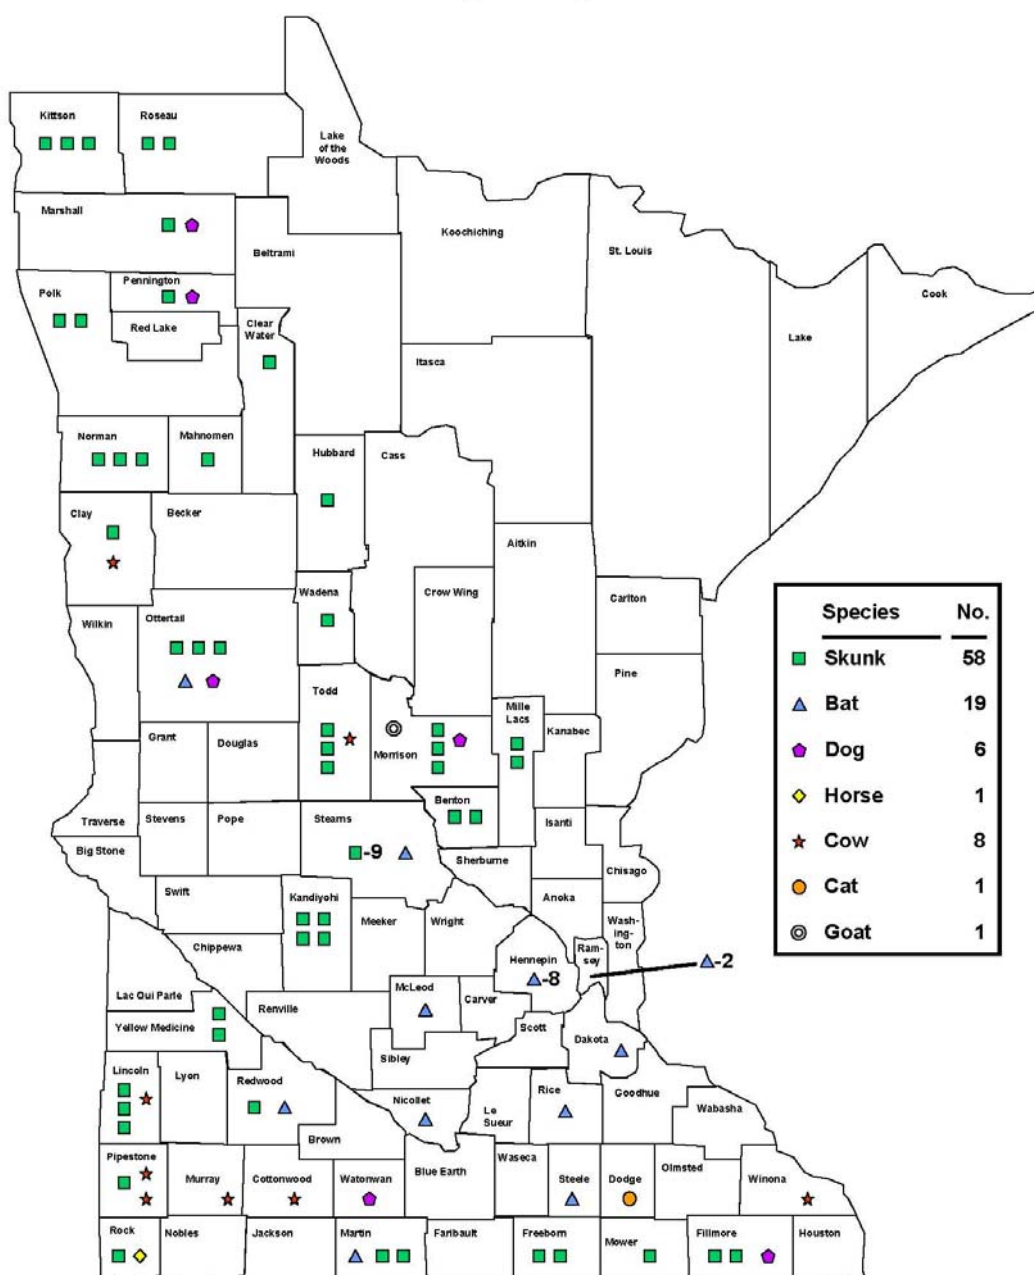 Kittson
Roseau
Lake
of the
Woods
Marshall
Koochiching
St. Louis
Beltrami
Pennington
Polk
Cook
Clear
Water
Red Lake
Lake
Itasca
Norman
Mahnomen
Hubbard
Cass
Clay
Becker
Aitkin
Wadena
Crow Wing
Carlton
Wilkin
Ottertail
Pine
Todd
Mille
Lacs
Kanabec
Grant
Douglas
Morrison
Benton
Traverse
Stevens
Pope
Stearns
Isanti
Big Stone
-9
Sherburne
Chisago
Swift
Kandiyohi
Anoka
Meeker
Wright
Wash-
ing-
ton
Chippewa
Ram-
sey
Hennepin
-8
-2
McLeod
Lac Qui Parle
Renville
Carver
Yellow Medicine
Scott
Dakota
Sibley
Lincoln
Lyon
Redwood
Nicollet
Rice
Goodhue
Le
Sueur
Wabasha
Brown
Pipestone
Murray
Cottonwood
Watonwan
Blue Earth
Waseca
Steele
Dodge
Olmsted
Winona
Rock
Nobles
Jackson
Martin
Faribault
Freeborn
Mower
Fillmore
Houston
Species No.
Skunk 58
Bat 19
Dog 6
Horse 1
Cow 8
Cat 1
Goat 1